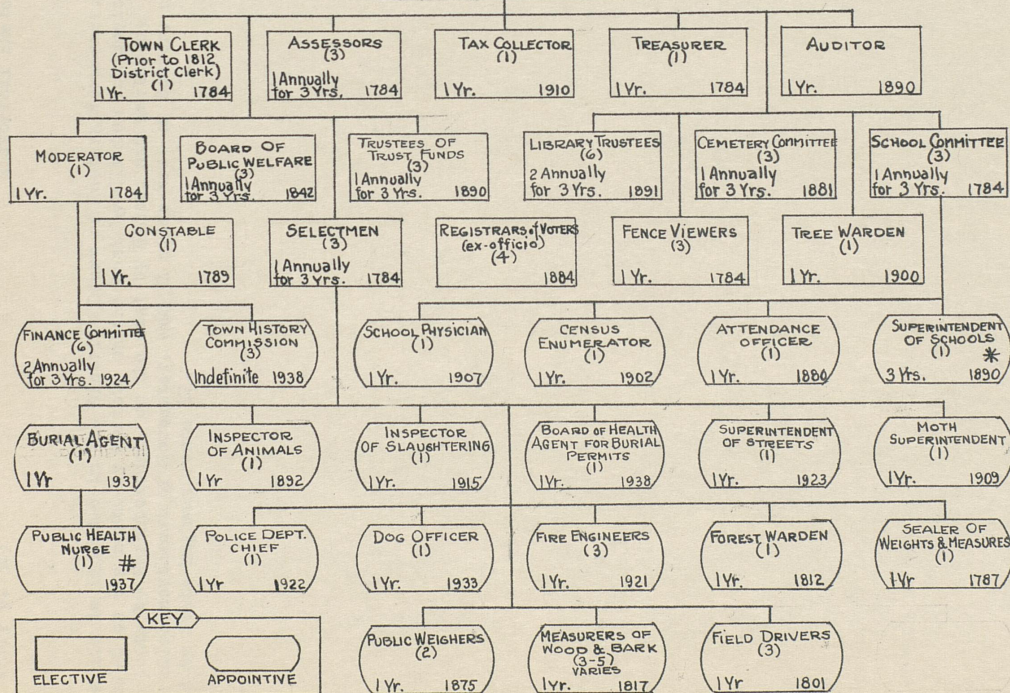 TOWN CLERK
(Prior to 1812
District Clerk)
(1)
1 Yr. 1784
ASSESSORS
(3)
1 Annually
for 3 Yrs. 1784
TAX COLLECTOR
(1)
1 Yr. 1910
TREASURER
(1)
1 Yr. 1784
AUDITOR
1890
MODERATOR
(1)
1 Yr. 1784
BOARD OF
PUBLIC WELFARE
(3)
1 Annually
for 3 Yrs. 1842
TRUSTEES OF
TRUST FUNDS
(3)
1 Annually
for 3 Yrs. 1890
LIBRARY TRUSTEES
(6)
2 Annually
for 3 Yrs. 1891
CEMETERY COMMITTEE
(3)
1 Annually
for 3 Yrs. 1881
SCHOOL COMMITTEE
(3)
1 Annually
for 3 Yrs. 1784
CONSTABLE
(1)
1 Yr. 1789
SELECTMEN
(3)
1 Annually
for 3 Yrs. 1784
REGISTRARS of VOTERS
(ex-officio)
(4)
1884
FENCE VIEWERS
(3)
1 Yr. 1784
TREE WARDEN
(1)
1 Yr. 1900
FINANCE COMMITTEE
(6)
2 Annually
for 3 Yrs. 1924
TOWN HISTORY
COMMISSION
(3)
Indefinite 1938
SCHOOL PHYSICIAN
(1)
1 Yr. 1907
CENSUS
ENUMERATOR
(1)
1 Yr. 1902
ATTENDANCE
OFFICER
(1)
1 Yr. 1880
SUPERINTENDENT
OF SCHOOLS
(1) *
3 Yrs. 1890
BURIAL AGENT
(1)
1 Yr 1931
INSPECTOR
OF ANIMALS
(1)
1 Yr 1892
INSPECTOR
OF SLAUGHTERING
(1)
1 Yr. 1915
BOARD OF HEALTH
AGENT FOR BURIAL
PERMITS
(1)
1 Yr. 1938
SUPERINTENDENT
OF STREETS
(1)
1 Yr. 1923
MOTH
SUPERINTENDENT
(1)
1 Yr. 1909
PUBLIC HEALTH
NURSE
(1) #
1937
POLICE DEPT.
CHIEF
(1)
1 Yr 1922
DOG OFFICER
(1)
1 Yr. 1933
FIRE ENGINEERS
(3)
1 Yr. 1921
FOREST WARDEN
(1)
1 Yr. 1812
SEALER OF
WEIGHTS & MEASURES
(1)
1 Yr 1787
PUBLIC WEIGHERS
(2)
1 Yr. 1875
MEASURERS OF
WOOD & BARK
(3-5)
VARIES
1 Yr. 1817
FIELD DRIVERS
(3)
1 Yr 1801
KEY
ELECTIVE APPOINTIVE